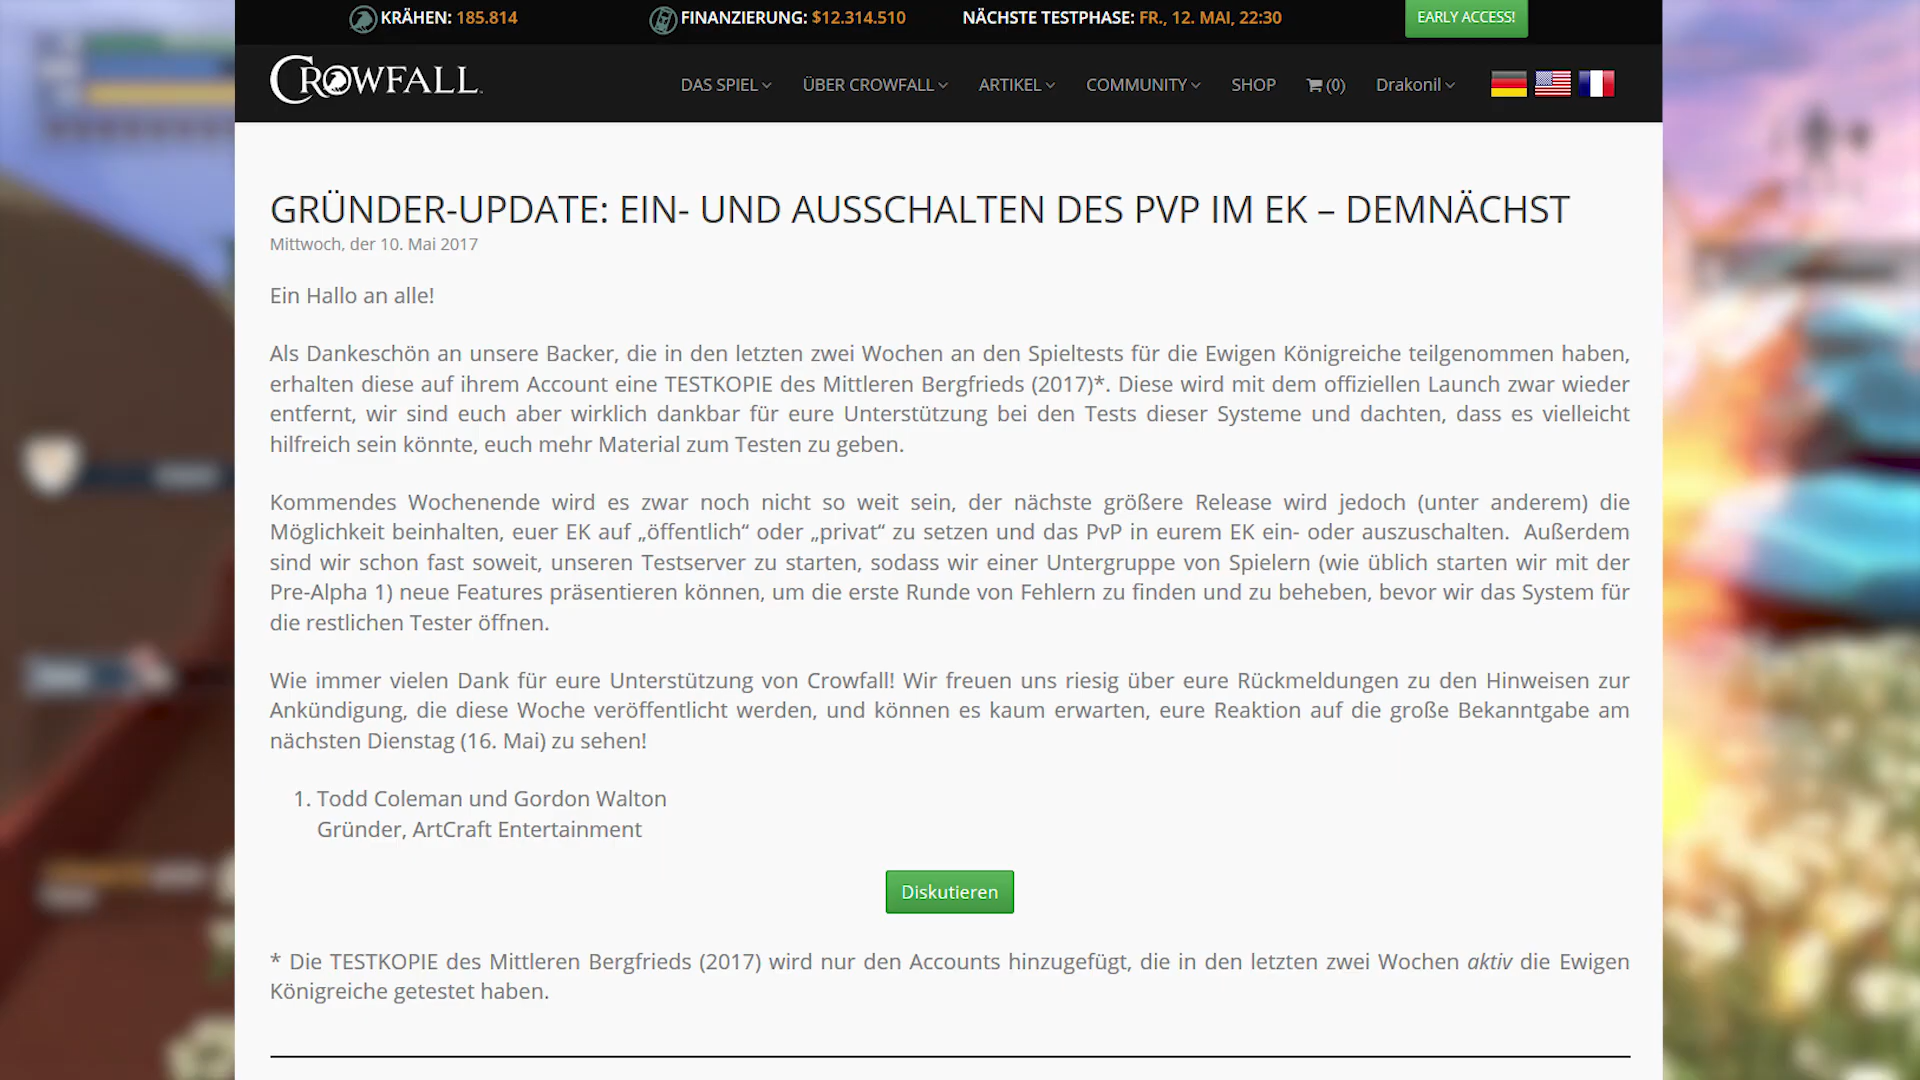 KRÄHEN: 185.814 FINANZIERUNG: $12.314.510 NÄCHSTE TESTPHASE: FR., 12. MAI, 22:30 EARLY ACCESS!
CROWFALL DAS SPIEL ÜBER CROWFALL ARTIKEL COMMUNITY SHOP (0) Drakonil
GRÜNDER-UPDATE: EIN- UND AUSSCHALTEN DES PVP IM EK – DEMNÄCHST
Mittwoch, der 10. Mai 2017
Ein Hallo an alle!
Als Dankeschön an unsere Backer, die in den letzten zwei Wochen an den Spieltests für die Ewigen Königreiche teilgenommen haben,
erhalten diese auf ihrem Account eine TESTKOPIE des Mittleren Bergfrieds (2017)*. Diese wird mit dem offiziellen Launch zwar wieder
entfernt, wir sind euch aber wirklich dankbar für eure Unterstützung bei den Tests dieser Systeme und dachten, dass es vielleicht
hilfreich sein könnte, euch mehr Material zum Testen zu geben.
Kommendes Wochenende wird es zwar noch nicht so weit sein, der nächste größere Release wird jedoch (unter anderem) die
Möglichkeit beinhalten, euer EK auf „öffentlich“ oder „privat“ zu setzen und das PvP in eurem EK ein- oder auszuschalten. Außerdem
sind wir schon fast soweit, unseren Testserver zu starten, sodass wir einer Untergruppe von Spielern (wie üblich starten wir mit der
Pre-Alpha 1) neue Features präsentieren können, um die erste Runde von Fehlern zu finden und zu beheben, bevor wir das System für
die restlichen Tester öffnen.
Wie immer vielen Dank für eure Unterstützung von Crowfall! Wir freuen uns riesig über eure Rückmeldungen zu den Hinweisen zur
Ankündigung, die diese Woche veröffentlicht werden, und können es kaum erwarten, eure Reaktion auf die große Bekanntgabe am
nächsten Dienstag (16. Mai) zu sehen!
1. Todd Coleman und Gordon Walton
Gründer, ArtCraft Entertainment
Diskutieren
* Die TESTKOPIE des Mittleren Bergfrieds (2017) wird nur den Accounts hinzugefügt, die in den letzten zwei Wochen aktiv die Ewigen
Königreiche getestet haben.